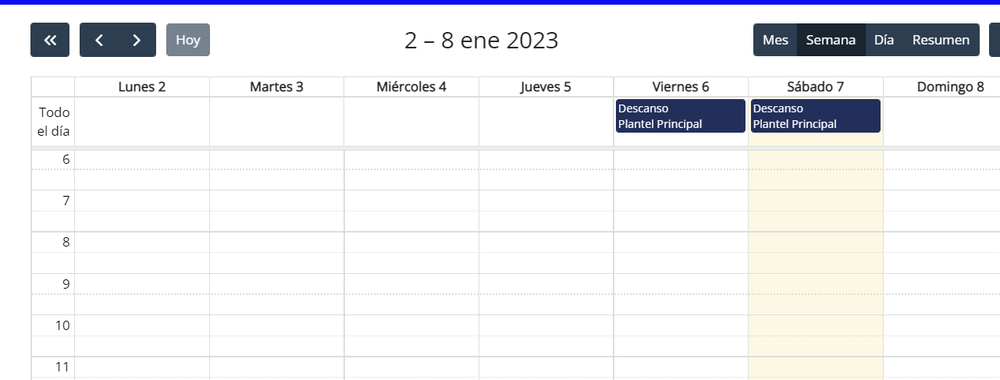 Hoy
2 – 8 ene 2023
Mes Semana Día Resumen
Lunes 2 Martes 3 Miércoles 4 Jueves 5 Viernes 6 Sábado 7 Domingo 8
Todo
el día
Descanso
Plantel Principal
Descanso
Plantel Principal
6
7
8
9
10
11